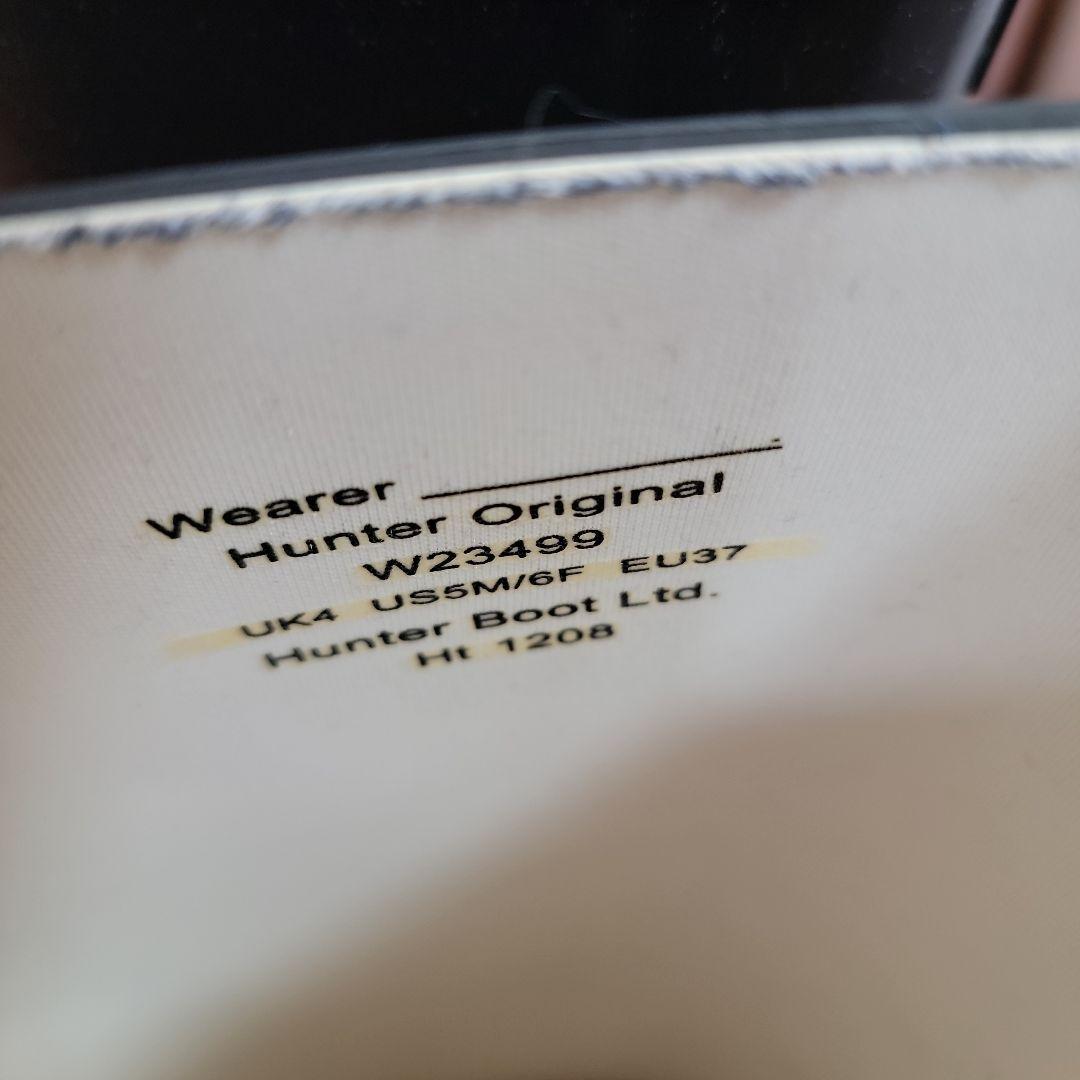 Wearer
Hunter Original
W23499
UK4 US5M/6F EU37
Hunter Boot Ltd.
Ht 1208